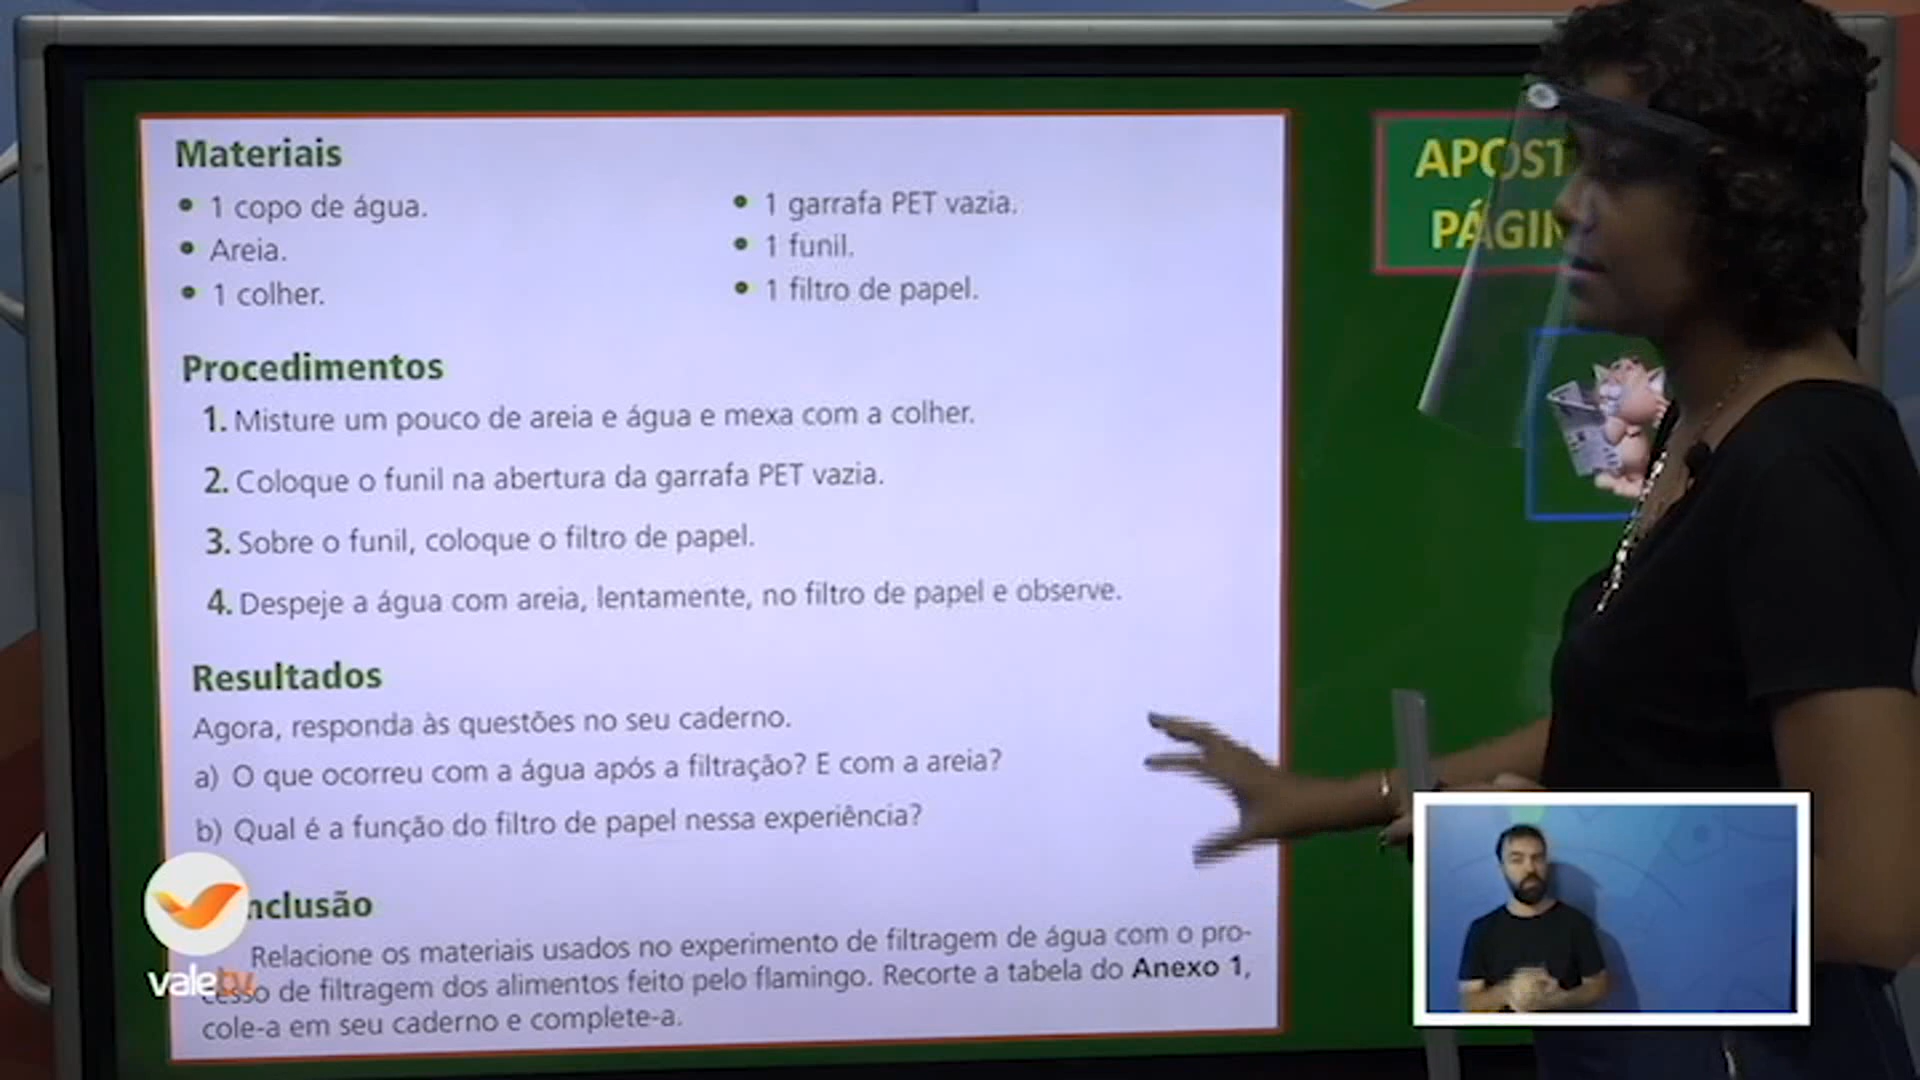 Materiais
• 1 copo de água.
• Areia.
• 1 colher.
• 1 garrafa PET vazia.
• 1 funil.
• 1 filtro de papel.
Procedimentos
1. Misture um pouco de areia e água e mexa com a colher.
2. Coloque o funil na abertura da garrafa PET vazia.
3. Sobre o funil, coloque o filtro de papel.
4. Despeje a água com areia, lentamente, no filtro de papel e observe.
Resultados
Agora, responda às questões no seu caderno.
a) O que ocorreu com a água após a filtração? E com a areia?
b) Qual é a função do filtro de papel nessa experiência?
nclusão
Relacione os materiais usados no experimento de filtragem de água com o pro-
cesso de filtragem dos alimentos feito pelo flamingo. Recorte a tabela do Anexo 1,
cole-a em seu caderno e complete-a.
APOST
PÁGIN
valetv